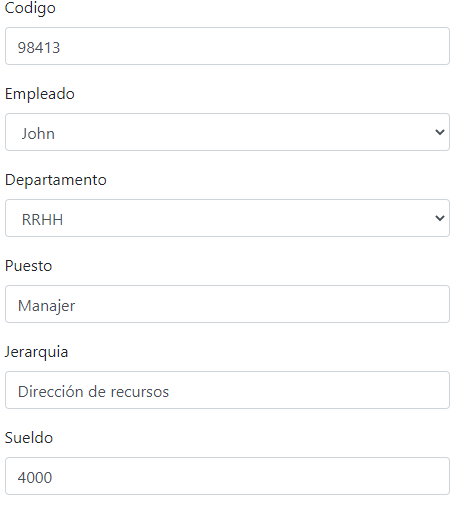 Codigo
98413
Empleado
John
Departamento
RRHH
Puesto
Manajer
Jerarquia
Dirección de recursos
Sueldo
4000